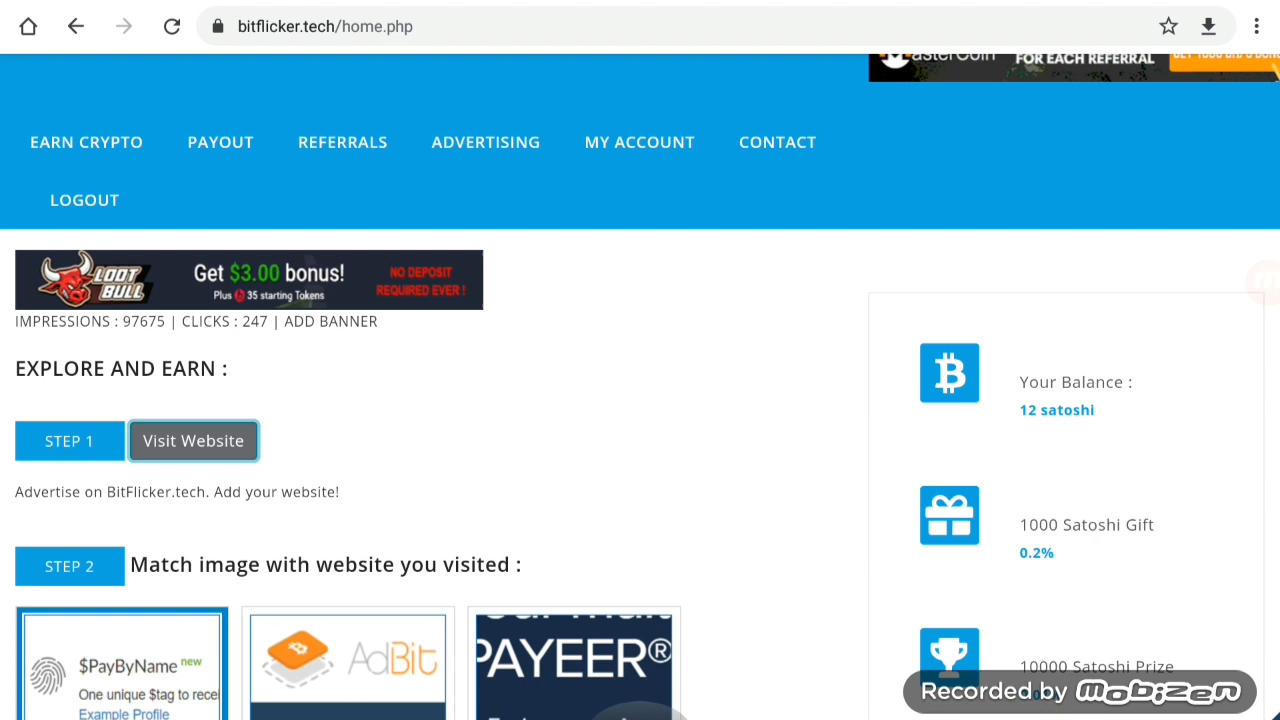 bitflicker.tech/home.php
asterCoin
FOR EACH REFERRAL
EARN CRYPTO PAYOUT REFERRALS ADVERTISING MY ACCOUNT CONTACT
LOGOUT
LOOT BULL
Get $3.00 bonus!
Plus 35 starting Tokens
NO DEPOSIT
REQUIRED EVER !
IMPRESSIONS : 97675 | CLICKS : 247 | ADD BANNER
EXPLORE AND EARN :
STEP 1 Visit Website
Advertise on BitFlicker.tech. Add your website!
STEP 2 Match image with website you visited :
$PayByName new
One unique $tag to recei
Example Profile
AdBit
PAYEER®
Your Balance :
12 satoshi
1000 Satoshi Gift
0.2%
10000 Satoshi Prize
Recorded by mobizen